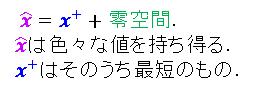 x̂ = x⁺ + 零空間.
x̂は色々な値を持ち得る.
x⁺はそのうち最短のもの.